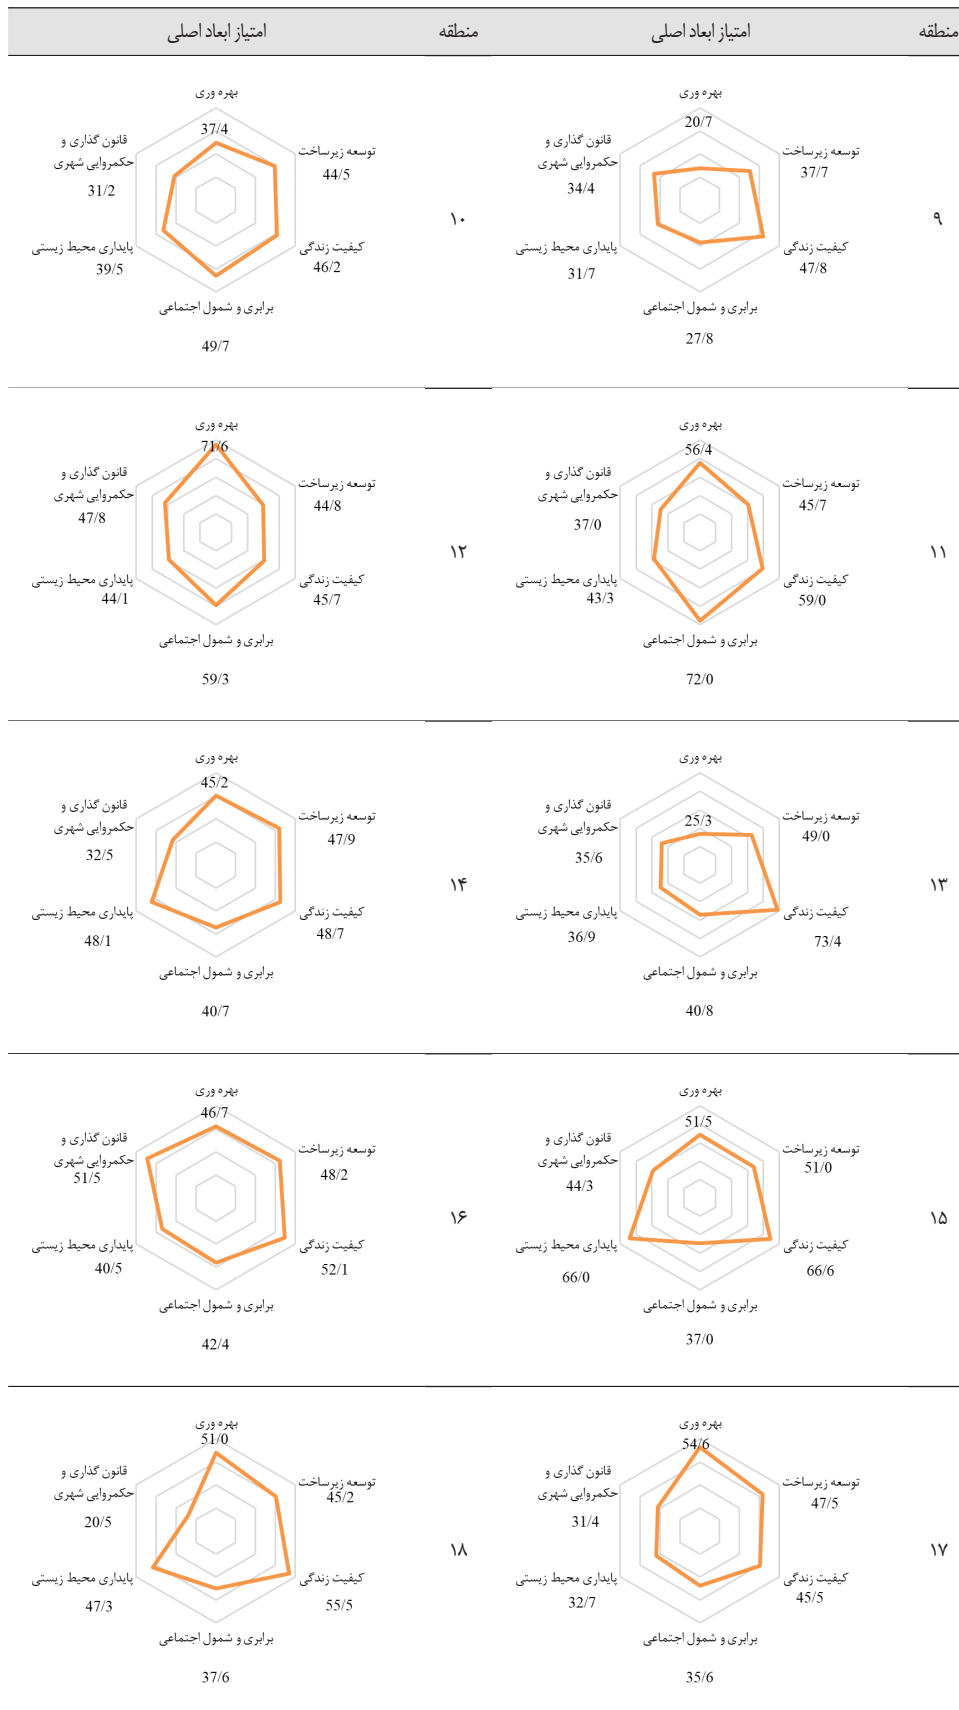 منطقه امتیاز ابعاد اصلی منطقه امتیاز ابعاد اصلی
۹
بهره وری
20/7
توسعه زیرساخت
37/7
کیفیت زندگی
47/8
برابری و شمول اجتماعی
27/8
پایداری محیط زیستی
31/7
قانون گذاری و
حکمروایی شهری
34/4
۱۰
بهره وری
37/4
توسعه زیرساخت
44/5
کیفیت زندگی
46/2
برابری و شمول اجتماعی
49/7
پایداری محیط زیستی
39/5
قانون گذاری و
حکمروایی شهری
31/2
۱۱
بهره وری
56/4
توسعه زیرساخت
45/7
کیفیت زندگی
59/0
برابری و شمول اجتماعی
72/0
پایداری محیط زیستی
43/3
قانون گذاری و
حکمروایی شهری
37/0
۱۲
بهره وری
71/6
توسعه زیرساخت
44/8
کیفیت زندگی
45/7
برابری و شمول اجتماعی
59/3
پایداری محیط زیستی
44/1
قانون گذاری و
حکمروایی شهری
47/8
۱۳
بهره وری
25/3
توسعه زیرساخت
49/0
کیفیت زندگی
73/4
برابری و شمول اجتماعی
40/8
پایداری محیط زیستی
36/9
قانون گذاری و
حکمروایی شهری
35/6
۱۴
بهره وری
45/2
توسعه زیرساخت
47/9
کیفیت زندگی
48/7
برابری و شمول اجتماعی
40/7
پایداری محیط زیستی
48/1
قانون گذاری و
حکمروایی شهری
32/5
۱۵
بهره وری
51/5
توسعه زیرساخت
51/0
کیفیت زندگی
66/6
برابری و شمول اجتماعی
37/0
پایداری محیط زیستی
66/0
قانون گذاری و
حکمروایی شهری
44/3
۱۶
بهره وری
46/7
توسعه زیرساخت
48/2
کیفیت زندگی
52/1
برابری و شمول اجتماعی
42/4
پایداری محیط زیستی
40/5
قانون گذاری و
حکمروایی شهری
51/5
۱۷
بهره وری
54/6
توسعه زیرساخت
47/5
کیفیت زندگی
45/5
برابری و شمول اجتماعی
35/6
پایداری محیط زیستی
32/7
قانون گذاری و
حکمروایی شهری
31/4
۱۸
بهره وری
51/0
توسعه زیرساخت
45/2
کیفیت زندگی
55/5
برابری و شمول اجتماعی
37/6
پایداری محیط زیستی
47/3
قانون گذاری و
حکمروایی شهری
20/5